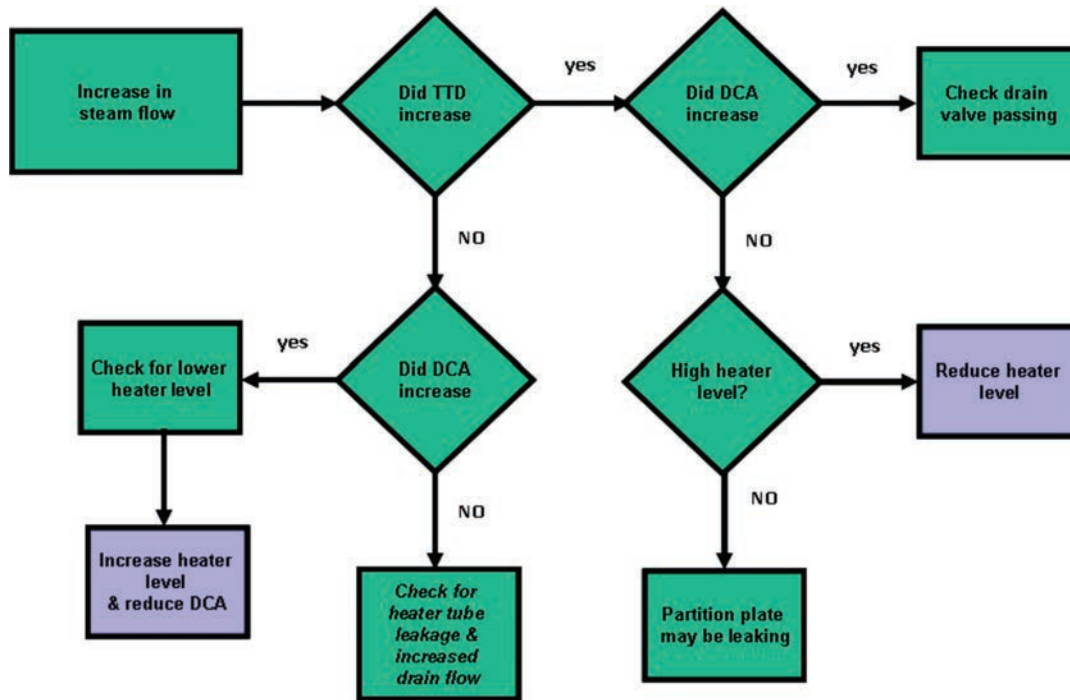 Increase in
steam flow
Did TTD
increase
yes
Did DCA
increase
yes
Check drain
valve passing
NO
NO
Check for lower
heater level
yes
Did DCA
increase
High heater
level?
yes
Reduce heater
level
NO
NO
Increase heater
level
& reduce DCA
Check for
heater tube
leakage &
increased
drain flow
Partition plate
may be leaking